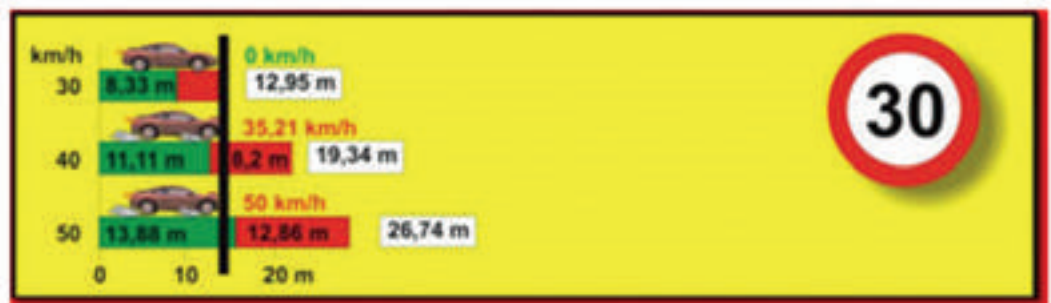 km/h 0 km/h
30 8,33 m 12,95 m
30
35,21 km/h
40 11,11 m 8,2 m 19,34 m
50 km/h
50 13,88 m 12,86 m 26,74 m
0 10 20 m